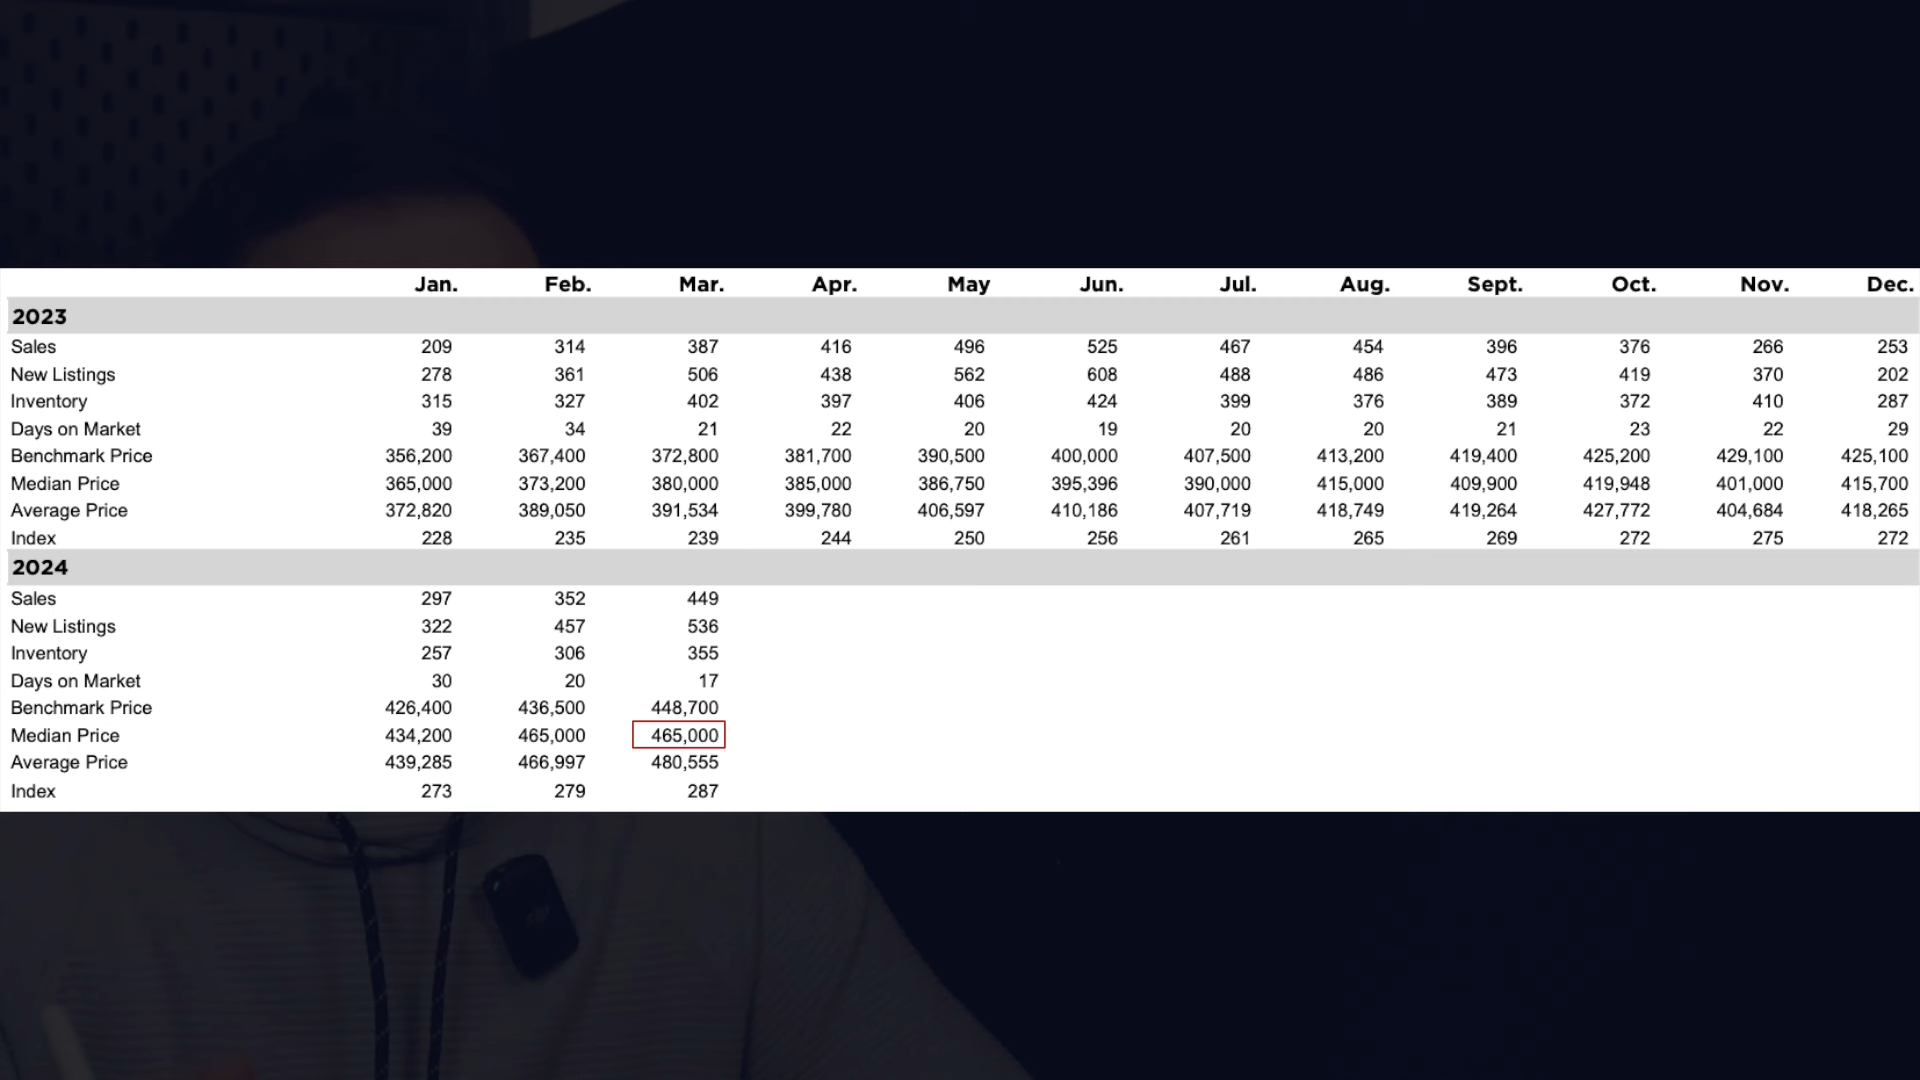 Jan. Feb. Mar. Apr. May Jun. Jul. Aug. Sept. Oct. Nov. Dec.
2023
Sales 209 314 387 416 496 525 467 454 396 376 266 253
New Listings 278 361 506 438 562 608 488 486 473 419 370 202
Inventory 315 327 402 397 406 424 399 376 389 372 410 287
Days on Market 39 34 21 22 20 19 20 20 21 23 22 29
Benchmark Price 356,200 367,400 372,800 381,700 390,500 400,000 407,500 413,200 419,400 425,200 429,100 425,100
Median Price 365,000 373,200 380,000 385,000 386,750 395,396 390,000 415,000 409,900 419,948 401,000 415,700
Average Price 372,820 389,050 391,534 399,780 406,597 410,186 407,719 418,749 419,264 427,772 404,684 418,265
Index 228 235 239 244 250 256 261 265 269 272 275 272
2024
Sales 297 352 449
New Listings 322 457 536
Inventory 257 306 355
Days on Market 30 20 17
Benchmark Price 426,400 436,500 448,700
Median Price 434,200 465,000 465,000
Average Price 439,285 466,997 480,555
Index 273 279 287